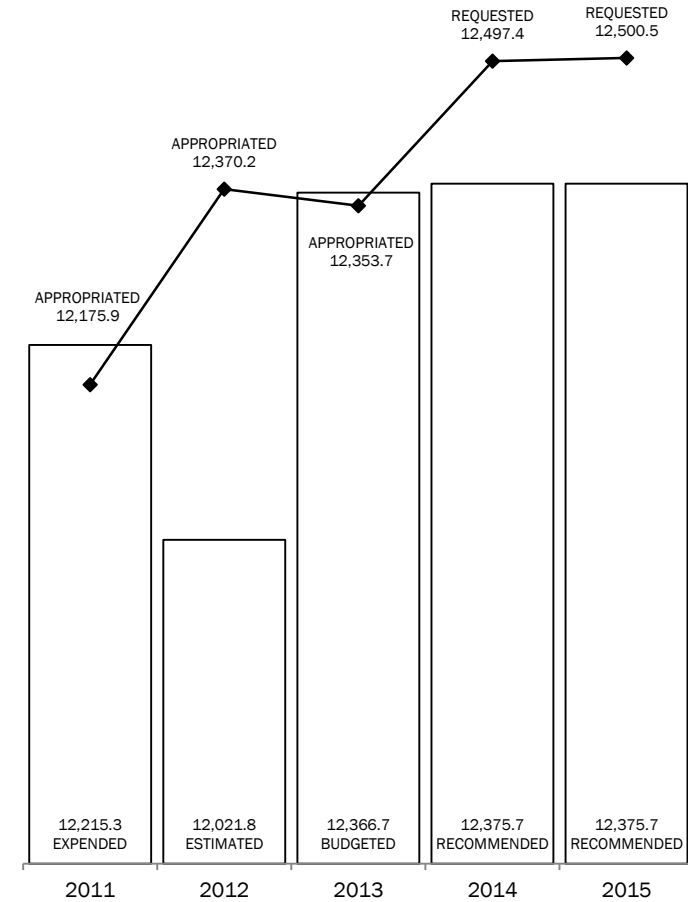 REQUESTED
12,497.4
REQUESTED
12,500.5
APPROPRIATED
12,370.2
APPROPRIATED
12,353.7
APPROPRIATED
12,175.9
12,215.3
EXPENDED
12,021.8
ESTIMATED
12,366.7
BUDGETED
12,375.7
RECOMMENDED
12,375.7
RECOMMENDED
2011
2012
2013
2014
2015